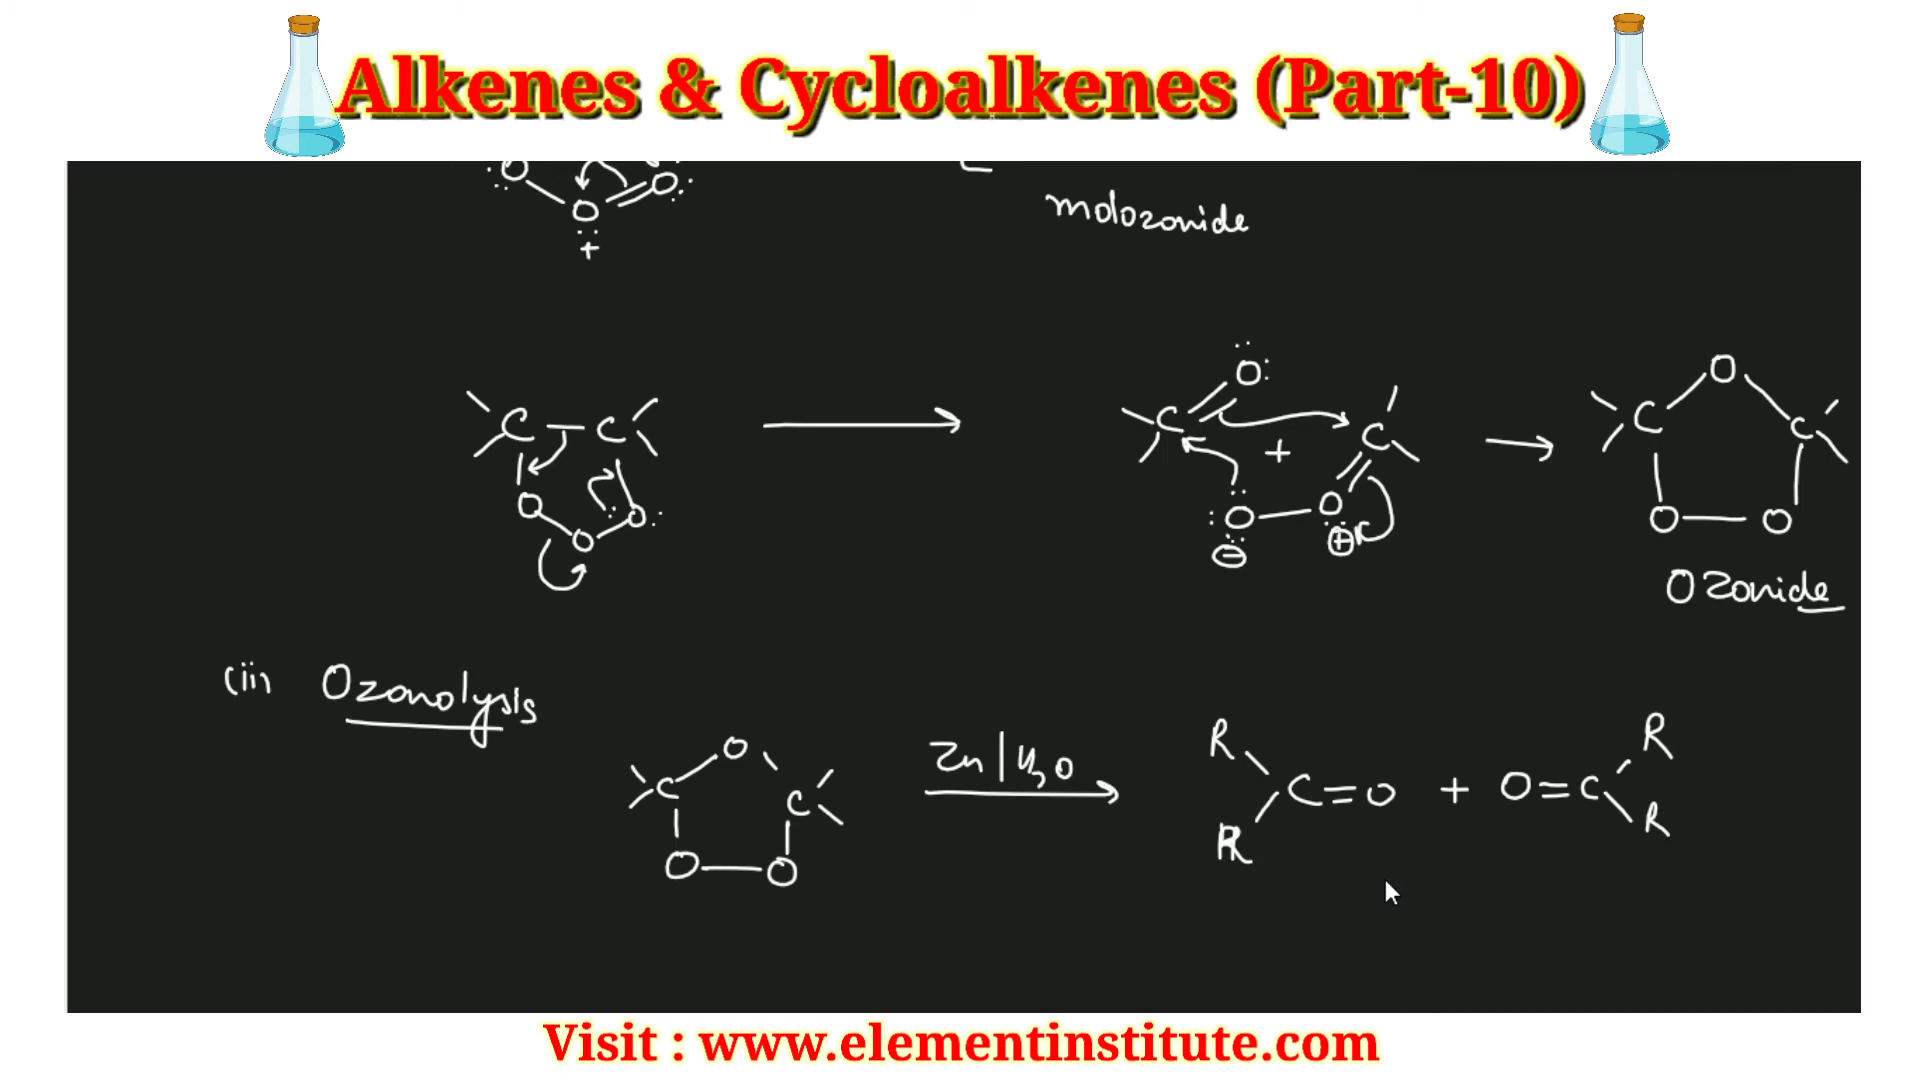 Alkenes & Cycloalkenes (Part-10)
O O O
+
molozonide
C — C
O O O
C O + C
O — O
⊖ ⊕
O
C C
O — O
Ozonide
(ii) Ozonolysis
O
C C
O — O
Zn | H2O
R R C=O + O=C R R
Visit : www.elementinstitute.com